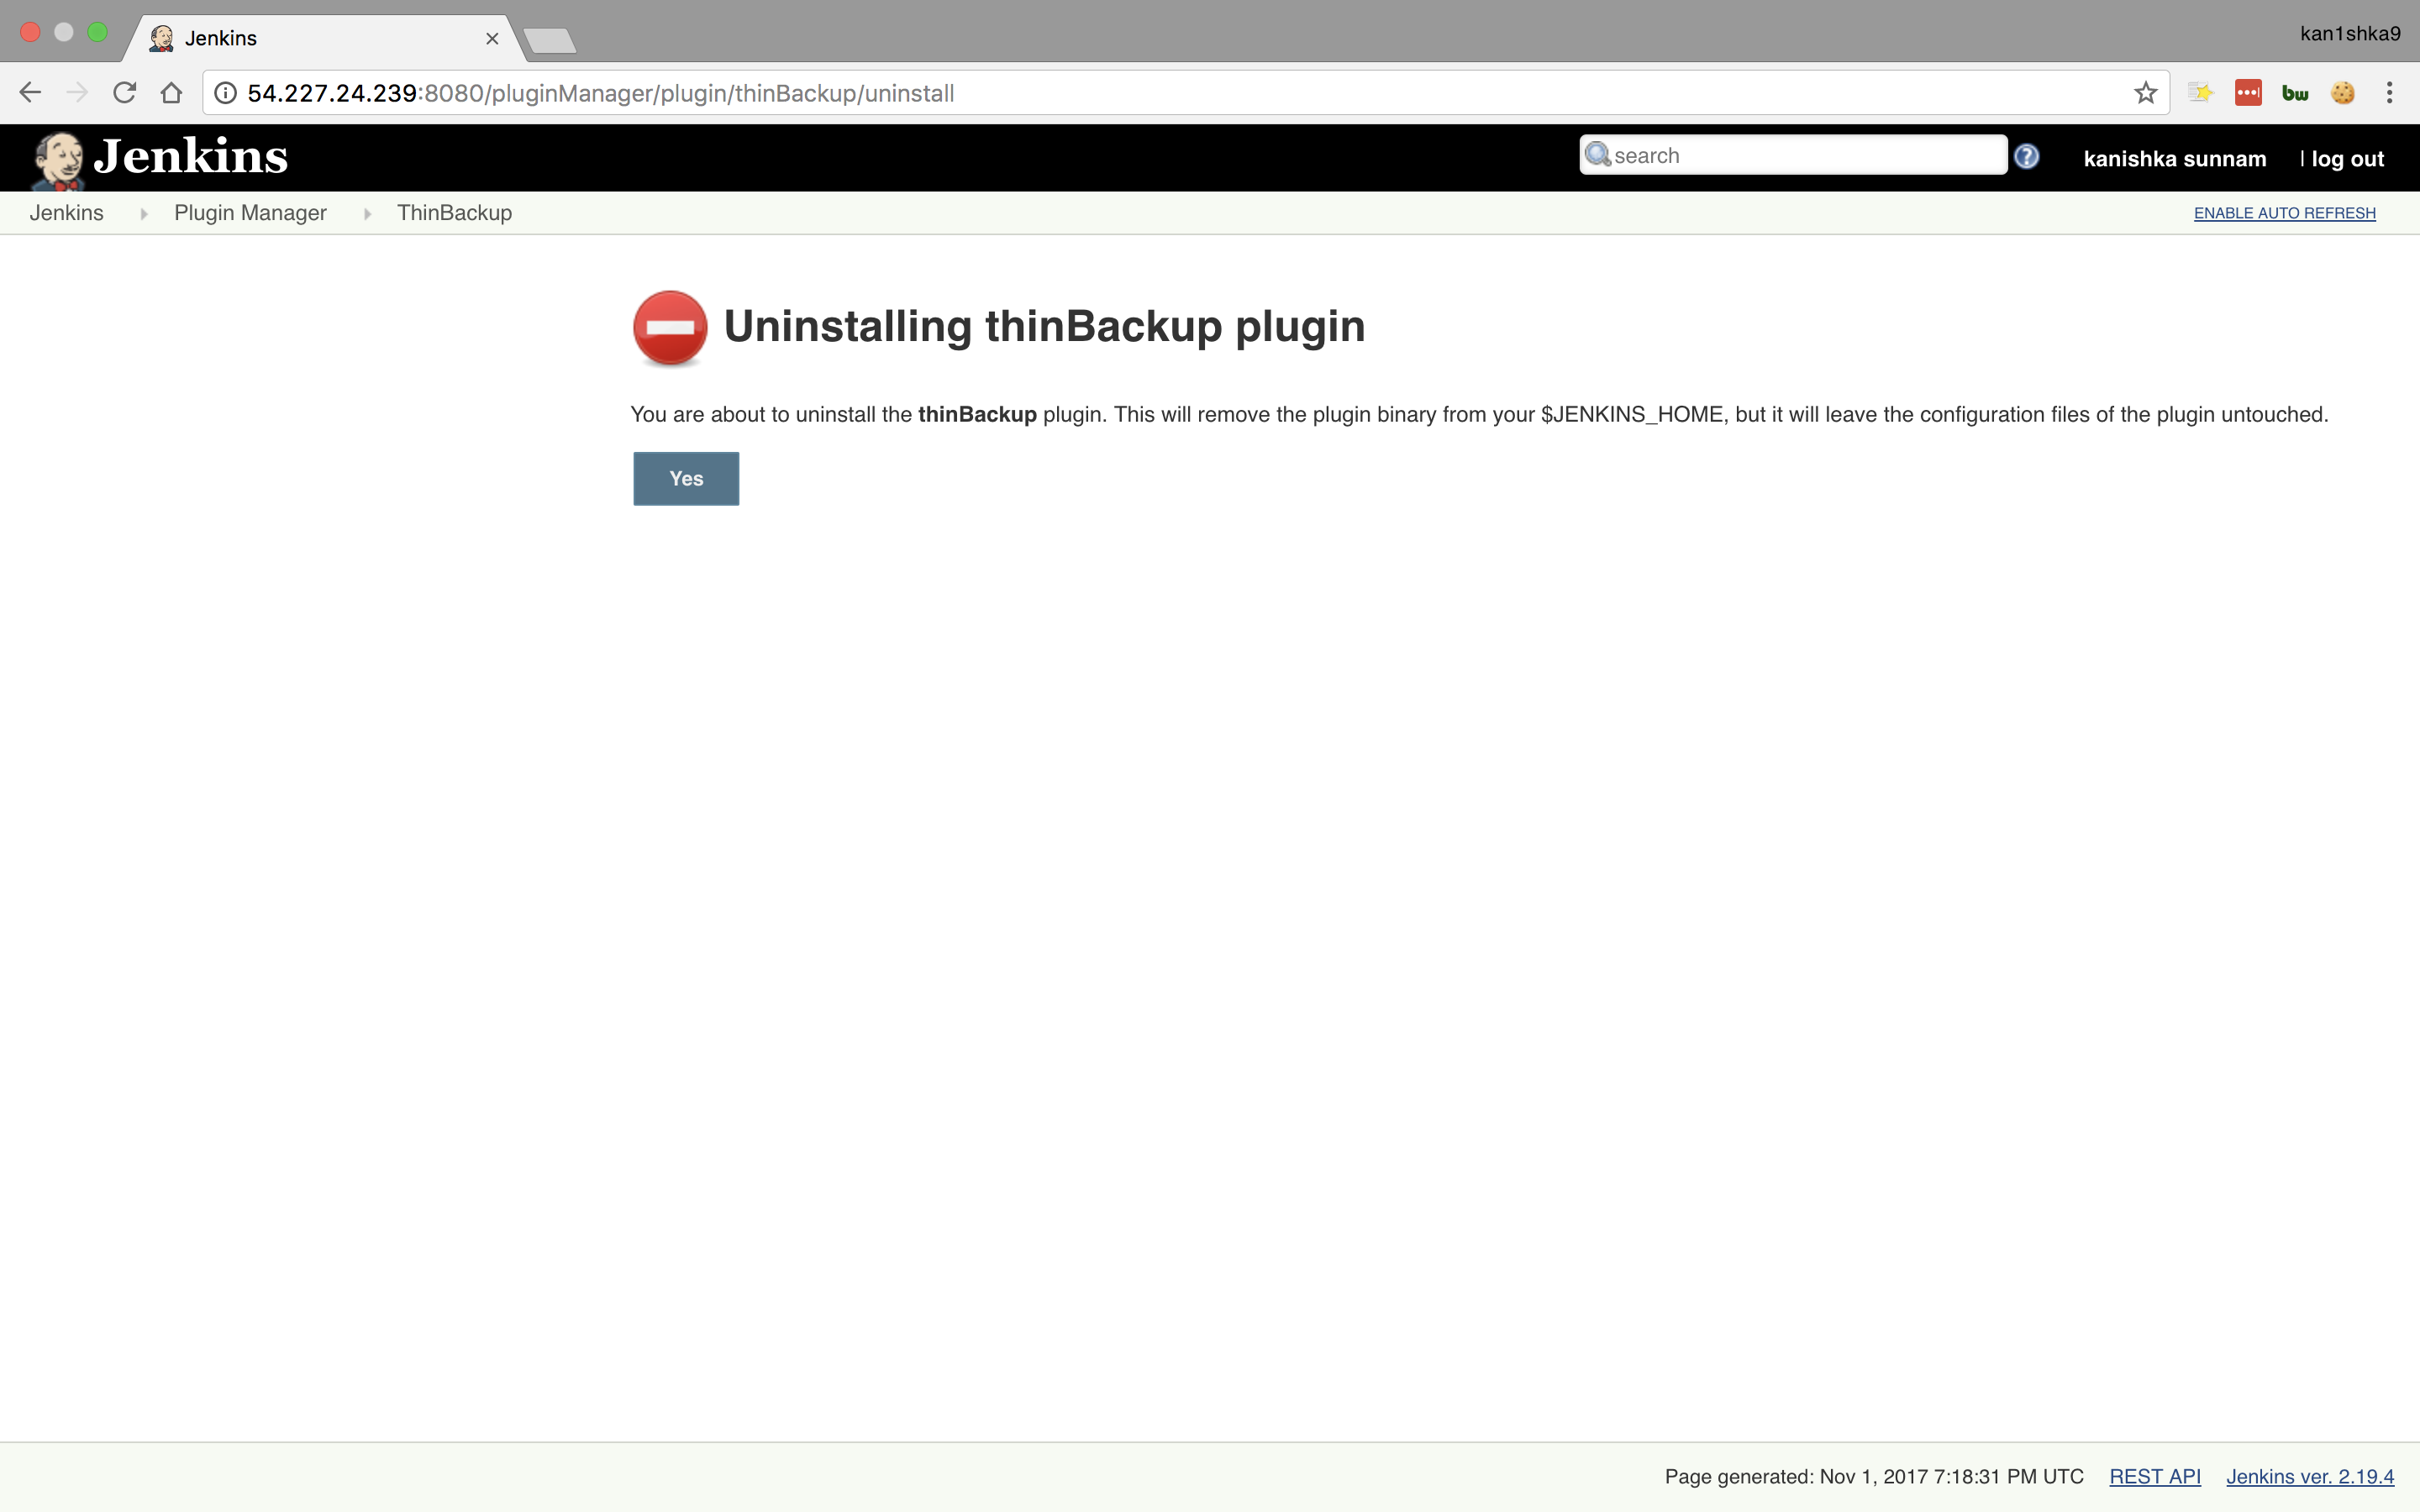 Jenkins
kan1shka9
54.227.24.239:8080/pluginManager/plugin/thinBackup/uninstall
bw
Jenkins
search
kanishka sunnam
| log out
Jenkins
Plugin Manager
ThinBackup
ENABLE AUTO REFRESH
Uninstalling thinBackup plugin
You are about to uninstall the thinBackup plugin. This will remove the plugin binary from your $JENKINS_HOME, but it will leave the configuration files of the plugin untouched.
Yes
Page generated: Nov 1, 2017 7:18:31 PM UTC
REST API
Jenkins ver. 2.19.4